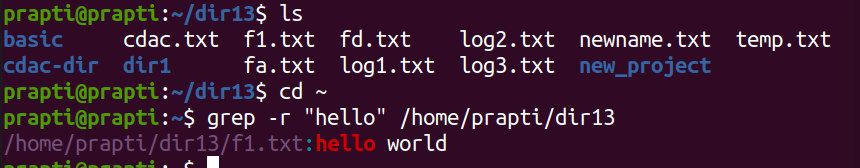 prapti@prapti:~/dir13$ ls
basic cdac.txt f1.txt fd.txt log2.txt newname.txt temp.txt
cdac-dir dir1 fa.txt log1.txt log3.txt new_project
prapti@prapti:~/dir13$ cd ~
prapti@prapti:~$ grep -r "hello" /home/prapti/dir13
/home/prapti/dir13/f1.txt:hello world
prapti@prapti:~$